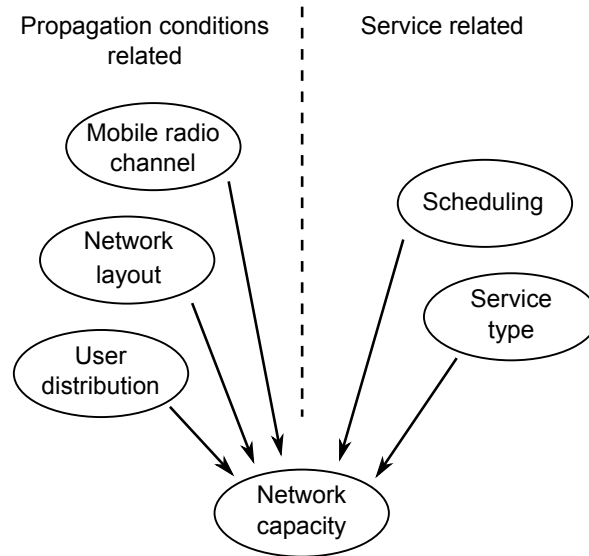 Propagation conditions
related
Service related
Mobile radio
channel
Scheduling
Network
layout
Service
type
User
distribution
Network
capacity